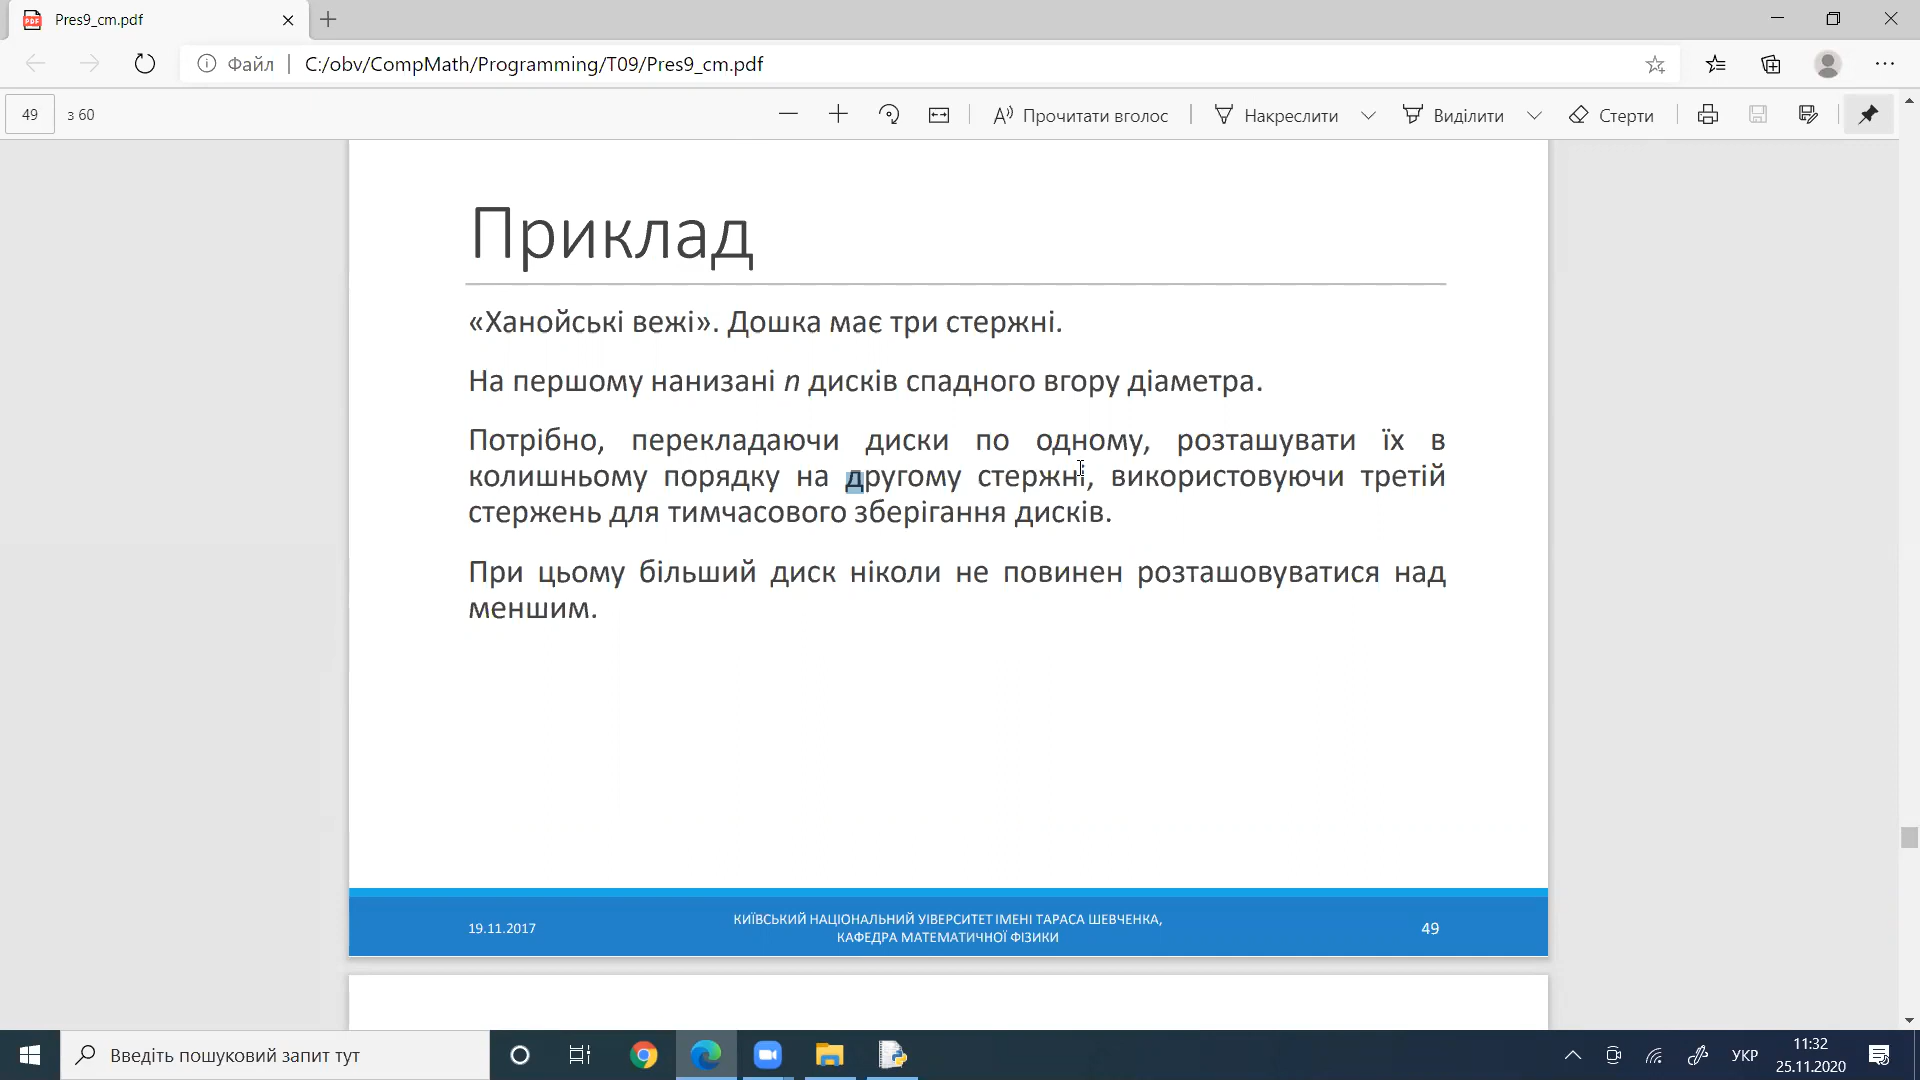 Pres9_cm.pdf
Файл C:/obv/CompMath/Programming/T09/Pres9_cm.pdf
49 з 60 Прочитати вголос Накреслити Виділити Стерти
Приклад
«Ханойські вежі». Дошка має три стержні.
На першому нанизані n дисків спадного вгору діаметра.
Потрібно, перекладаючи диски по одному, розташувати їх в
колишньому порядку на другому стержні, використовуючи третій
стержень для тимчасового зберігання дисків.
При цьому більший диск ніколи не повинен розташовуватися над
меншим.
19.11.2017
КИЇВСЬКИЙ НАЦІОНАЛЬНИЙ УІВЕРСИТЕТ ІМЕНІ ТАРАСА ШЕВЧЕНКА,
КАФЕДРА МАТЕМАТИЧНОЇ ФІЗИКИ
49
Введіть пошуковий запит тут
УКР
11:32
25.11.2020